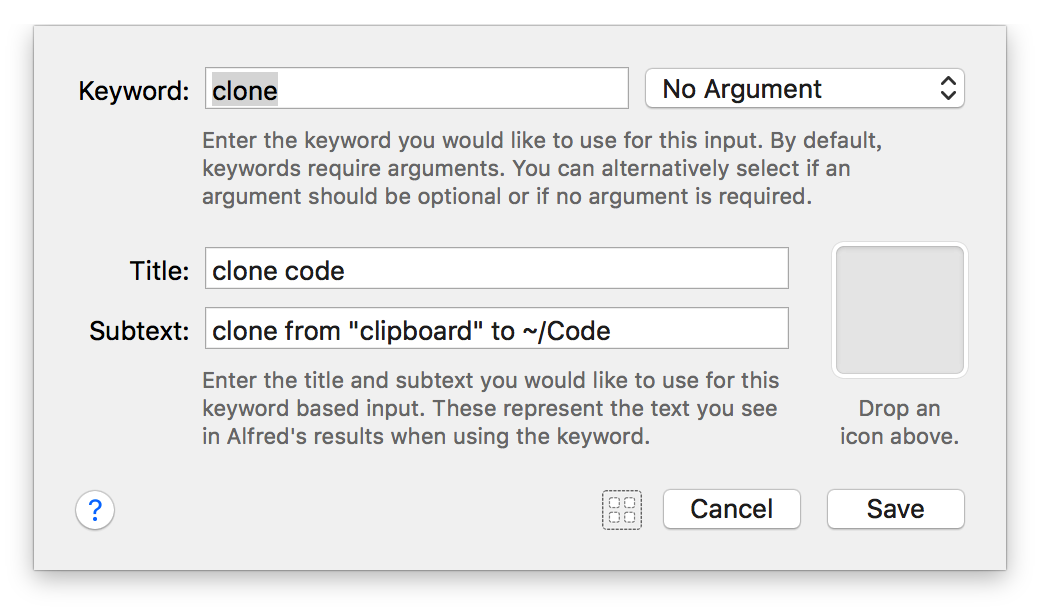 Keyword: clone No Argument
Enter the keyword you would like to use for this input. By default,
keywords require arguments. You can alternatively select if an
argument should be optional or if no argument is required.
Title: clone code
Subtext: clone from "clipboard" to ~/Code
Enter the title and subtext you would like to use for this
keyword based input. These represent the text you see
in Alfred's results when using the keyword.
Drop an
icon above.
? Cancel Save